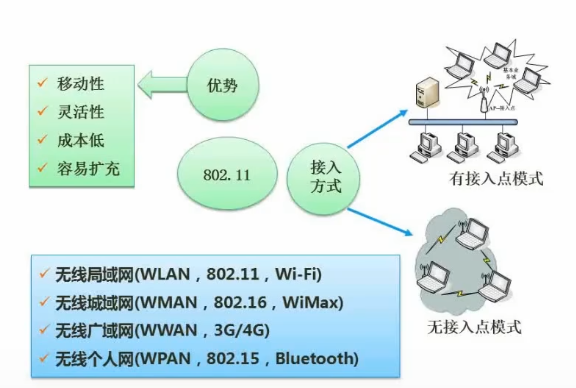 移动性
灵活性
成本低
容易扩充
优势
802.11
接入
方式
AP-接入点
有接入点模式
无接入点模式
无线局域网(WLAN，802.11，Wi-Fi)
无线城域网(WMAN，802.16，WiMax)
无线广域网(WWAN，3G/4G)
无线个人网(WPAN，802.15，Bluetooth)